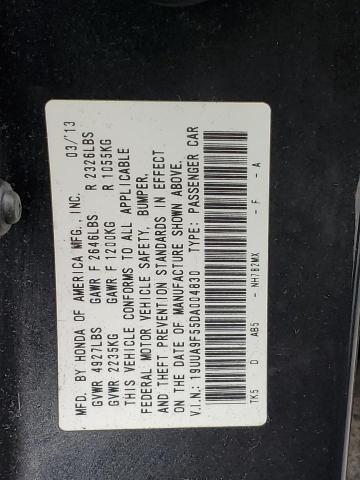 MFD. BY HONDA OF AMERICA MFG., INC. 03/'13
GVWR 4927LBS GAWR F 2646LBS R 2326LBS
GVWR 2235KG GAWR F 1200KG R 1055KG
THIS VEHICLE CONFORMS TO ALL APPLICABLE
FEDERAL MOTOR VEHICLE SAFETY, BUMPER,
AND THEFT PREVENTION STANDARDS IN EFFECT
ON THE DATE OF MANUFACTURE SHOWN ABOVE.
V.I.N.: 19UUA9F55DA004830 TYPE: PASSENGER CAR
TK5 D AB5 - NH782MX - F - A